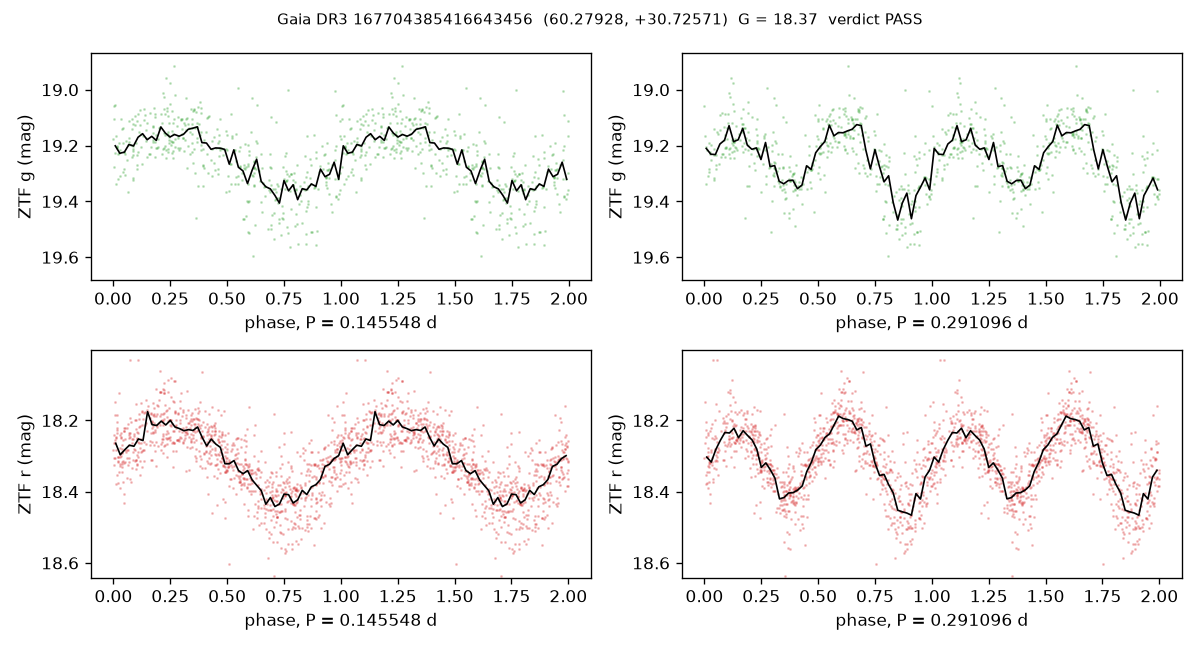 Gaia DR3 167704385416643456  (60.27928, +30.72571)  G = 18.37  verdict PASS
ZTF g (mag)
19.0
19.2
19.4
19.6
0.00 0.25 0.50 0.75 1.00 1.25 1.50 1.75 2.00
phase, P = 0.145548 d
ZTF g (mag)
19.0
19.2
19.4
19.6
0.00 0.25 0.50 0.75 1.00 1.25 1.50 1.75 2.00
phase, P = 0.291096 d
ZTF r (mag)
18.2
18.4
18.6
0.00 0.25 0.50 0.75 1.00 1.25 1.50 1.75 2.00
phase, P = 0.145548 d
ZTF r (mag)
18.2
18.4
18.6
0.00 0.25 0.50 0.75 1.00 1.25 1.50 1.75 2.00
phase, P = 0.291096 d